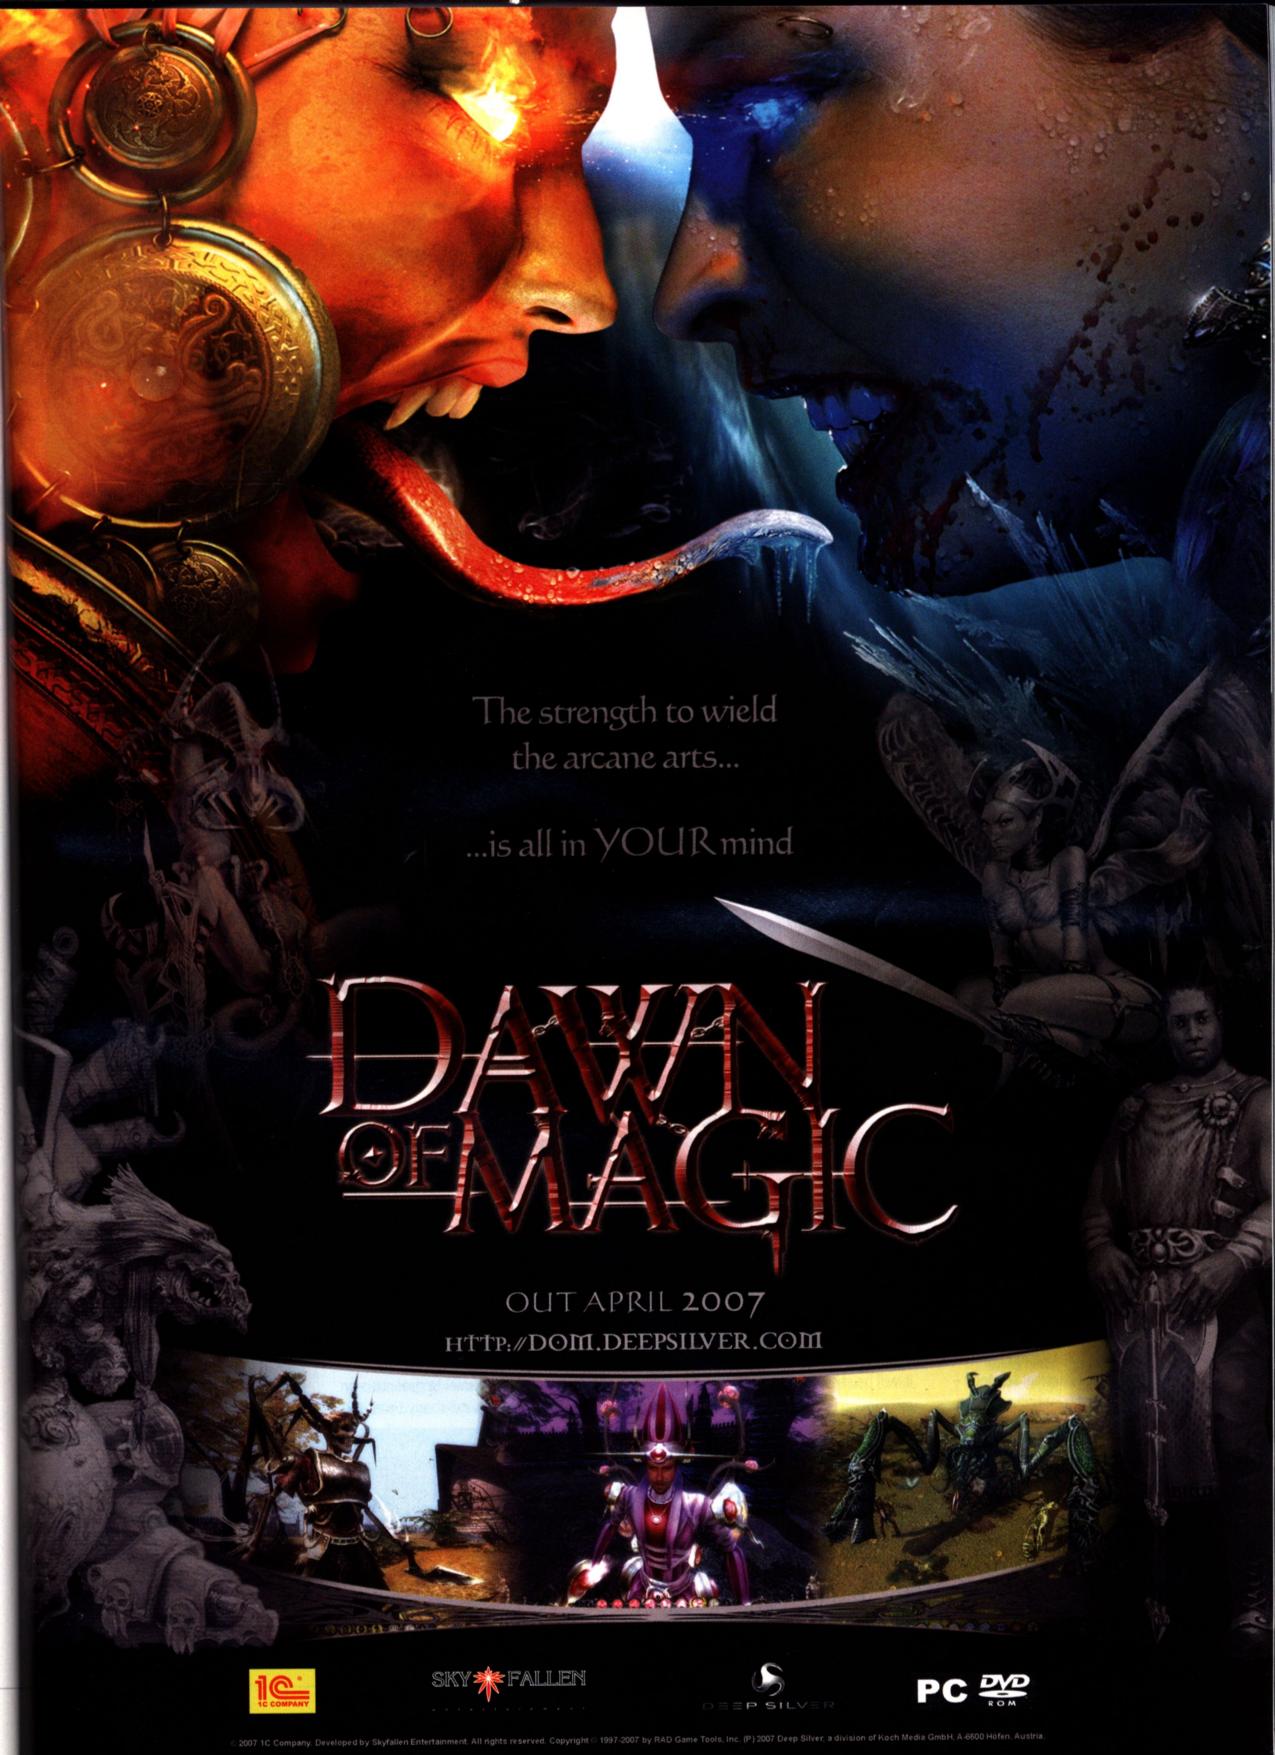 The strength to wield
the arcane arts...
...is all in YOUR mind
DAWN
OF MAGIC
OUT APRIL 2007
HTTP://DOM.DEEPSILVER.COM
1C
1C COMPANY
SKY FALLEN
entertainment
DEEP SILVER
PC DVD
ROM
© 2007 1C Company. Developed by Skyfallen Entertainment. All rights reserved. Copyright © 1997-2007 by RAD Game Tools, Inc. (P) 2007 Deep Silver, a division of Koch Media GmbH, A-6600 Höfen, Austria.